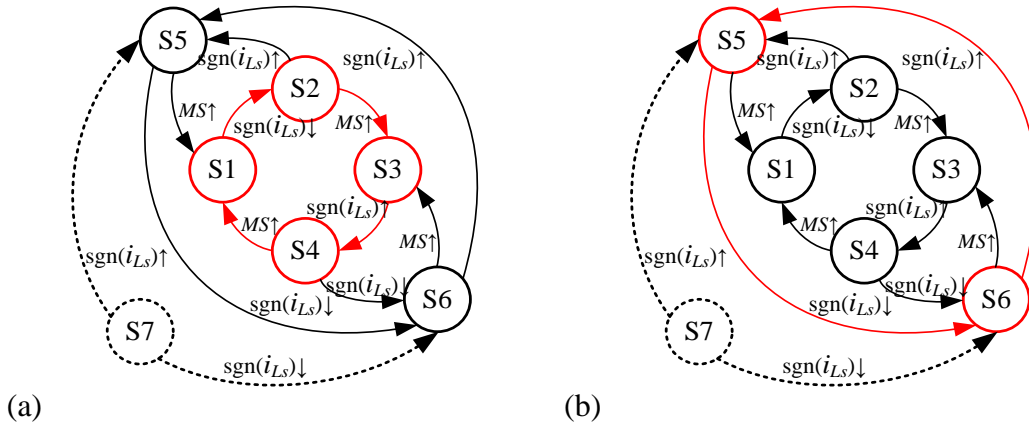 S5
sgn(iLs)↑
sgn(iLs)↑
S2
MS↑
sgn(iLs)↓
MS↑
S1
S3
sgn(iLs)↑
MS↑
S4
MS↑
sgn(iLs)↑
sgn(iLs)↓
sgn(iLs)↓
S6
S7
sgn(iLs)↓
(a)
S5
sgn(iLs)↑
sgn(iLs)↑
S2
MS↑
sgn(iLs)↓
MS↑
S1
S3
sgn(iLs)↑
MS↑
S4
MS↑
sgn(iLs)↑
sgn(iLs)↓
sgn(iLs)↓
S6
S7
sgn(iLs)↓
(b)